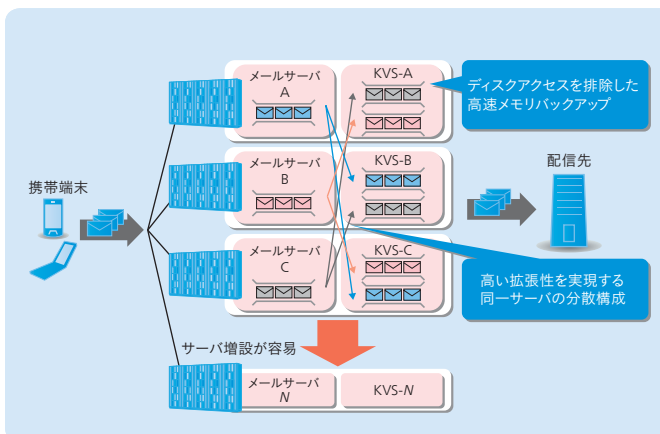 メールサーバ
A
KVS-A
ディスクアクセスを排除した
高速メモリバックアップ
携帯端末
メールサーバ
B
KVS-B
配信先
メールサーバ
C
KVS-C
高い拡張性を実現する
同一サーバの分散構成
サーバ増設が容易
メールサーバ
N
KVS-N